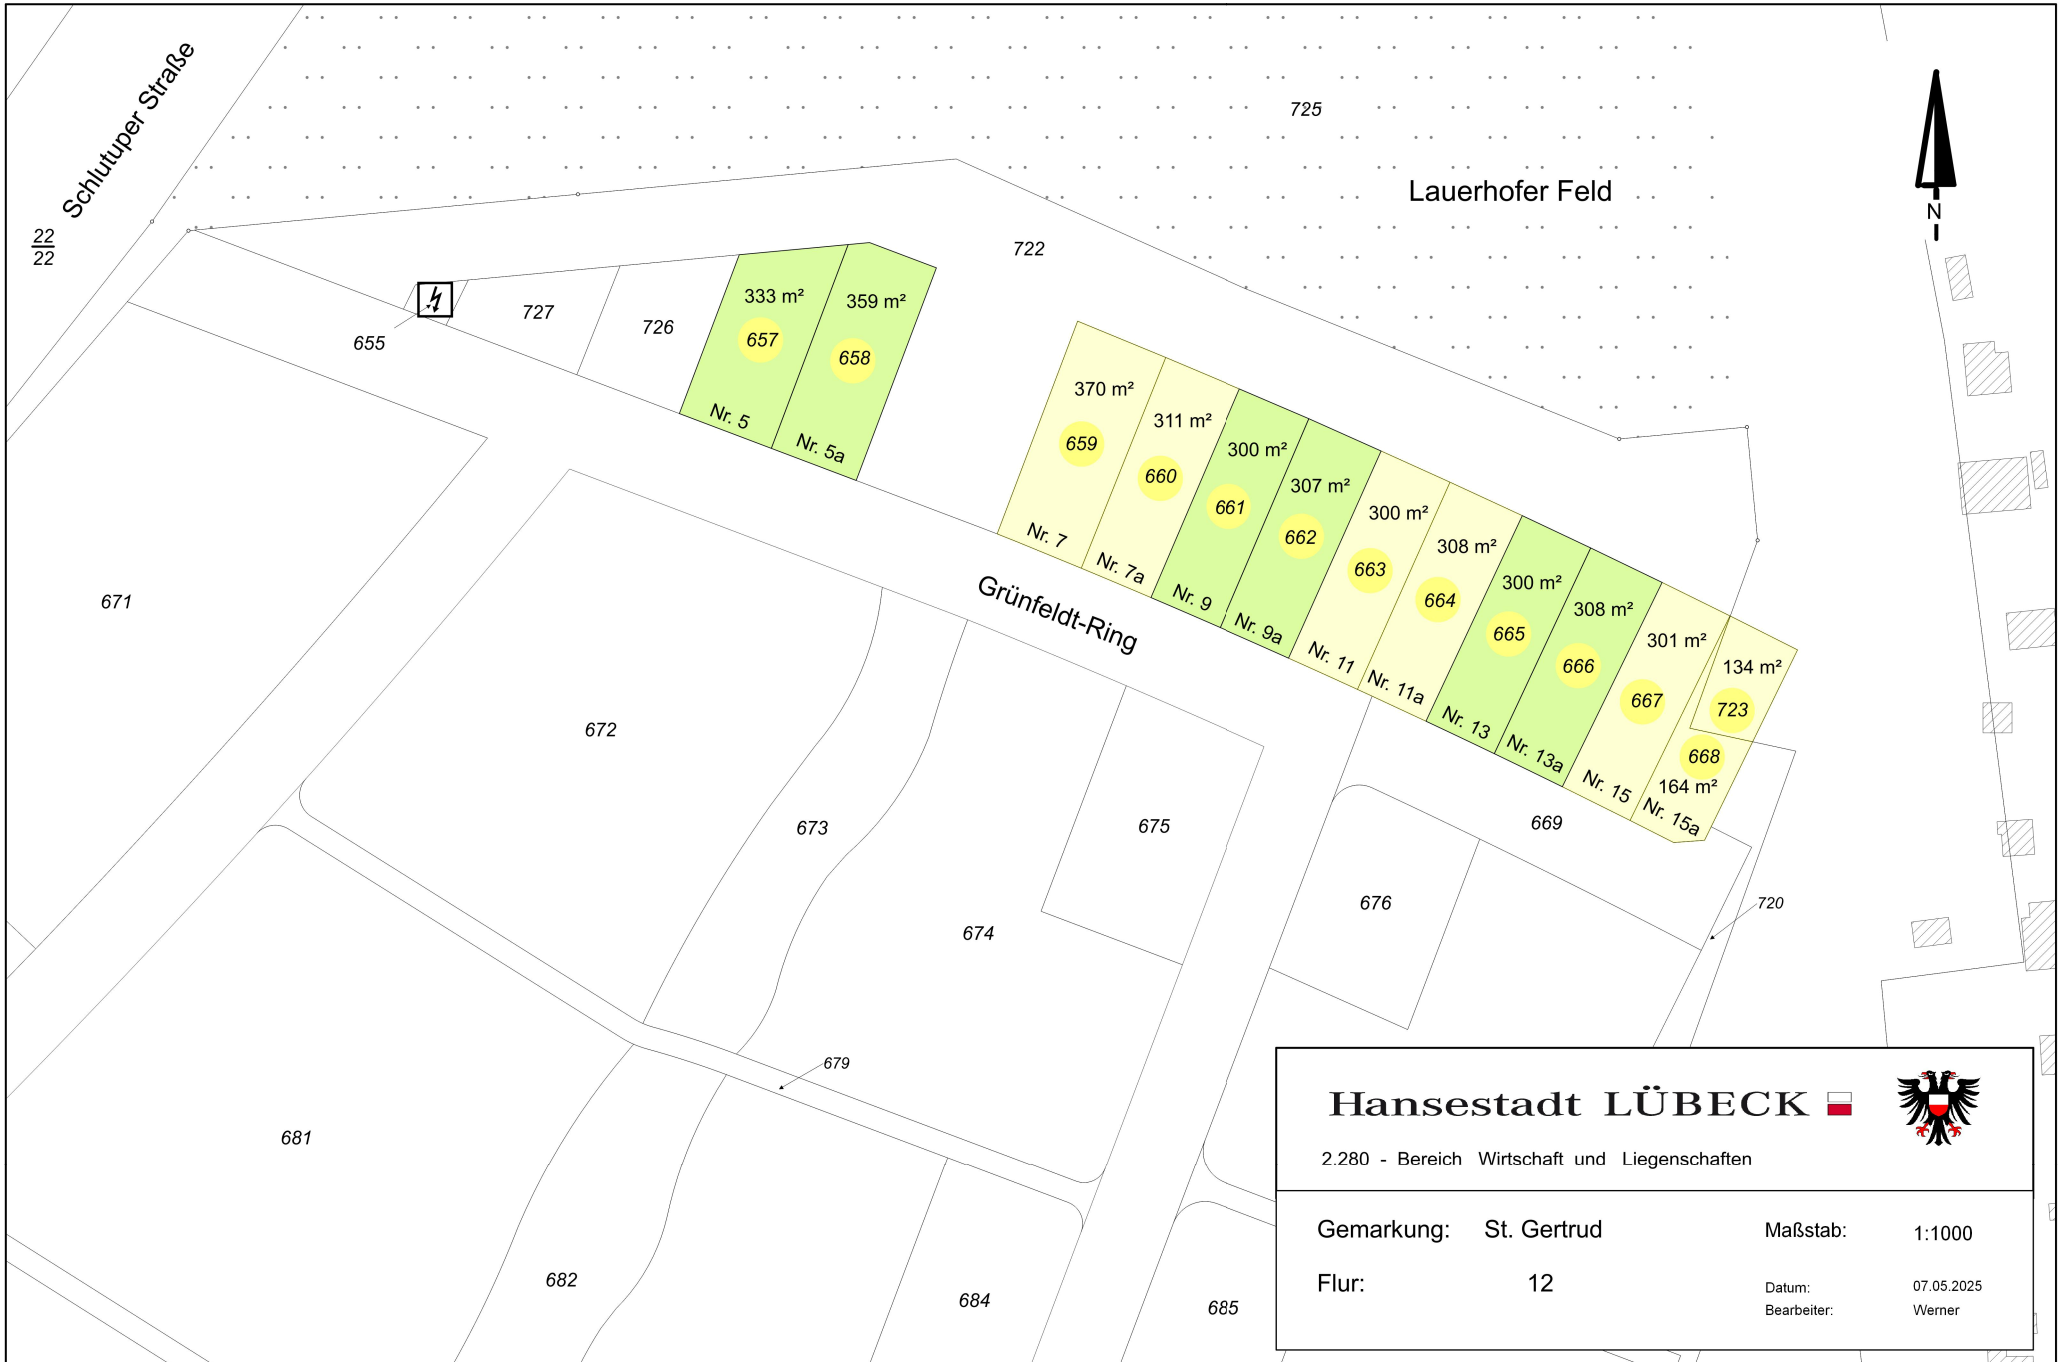 Schlutuper Straße
22
22
725
Lauerhofer Feld
N
722
655
727
726
333 m²
657
Nr. 5
359 m²
658
Nr. 5a
370 m²
659
Nr. 7
311 m²
660
Nr. 7a
300 m²
661
Nr. 9
307 m²
662
Nr. 9a
300 m²
663
Nr. 11
308 m²
664
Nr. 11a
300 m²
665
Nr. 13
308 m²
666
Nr. 13a
301 m²
667
Nr. 15
134 m²
723
668
164 m²
Nr. 15a
Grünfeldt-Ring
671
672
673
674
675
669
676
720
679
681
682
684
685
Hansestadt LÜBECK
2.280 - Bereich Wirtschaft und Liegenschaften
Gemarkung: St. Gertrud
Maßstab: 1:1000
Flur: 12
Datum: 07.05.2025
Bearbeiter: Werner